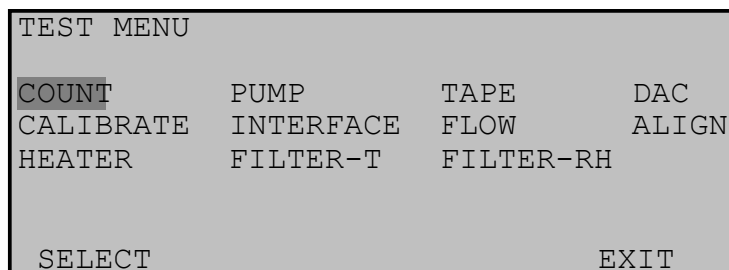 TEST MENU
COUNT PUMP TAPE DAC
CALIBRATE INTERFACE FLOW ALIGN
HEATER FILTER-T FILTER-RH
SELECT EXIT